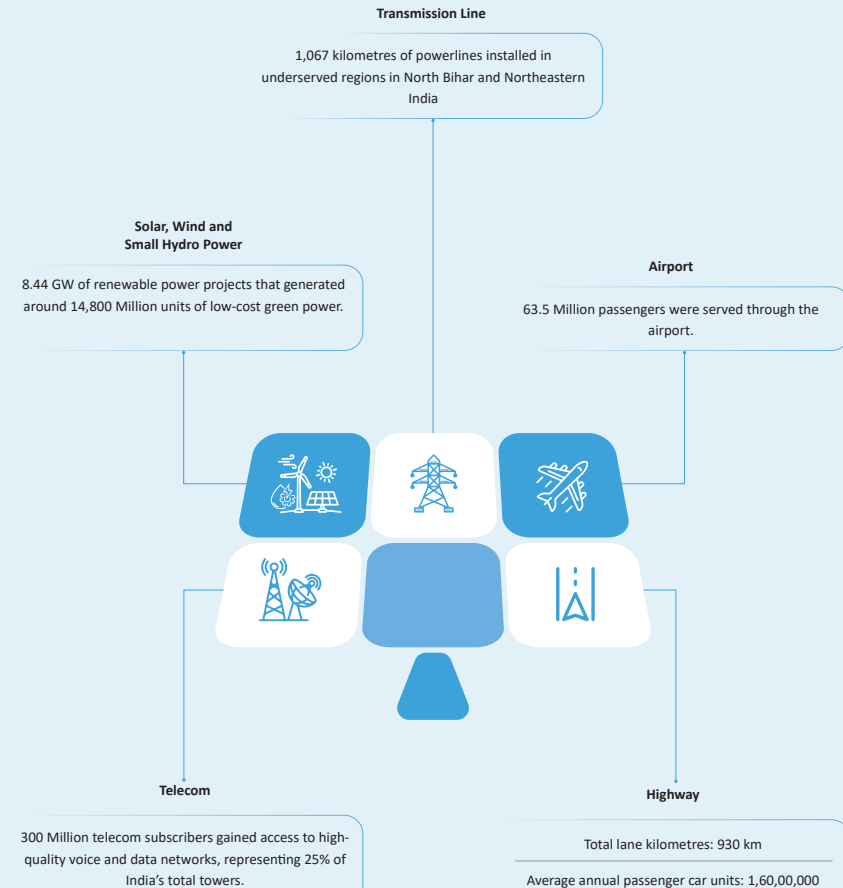 Transmission Line
1,067 kilometres of powerlines installed in
underserved regions in North Bihar and Northeastern
India
Solar, Wind and
Small Hydro Power
8.44 GW of renewable power projects that generated
around 14,800 Million units of low-cost green power.
Airport
63.5 Million passengers were served through the
airport.
Telecom
300 Million telecom subscribers gained access to high-
quality voice and data networks, representing 25% of
India's total towers.
Highway
Total lane kilometres: 930 km
Average annual passenger car units: 1,60,00,000